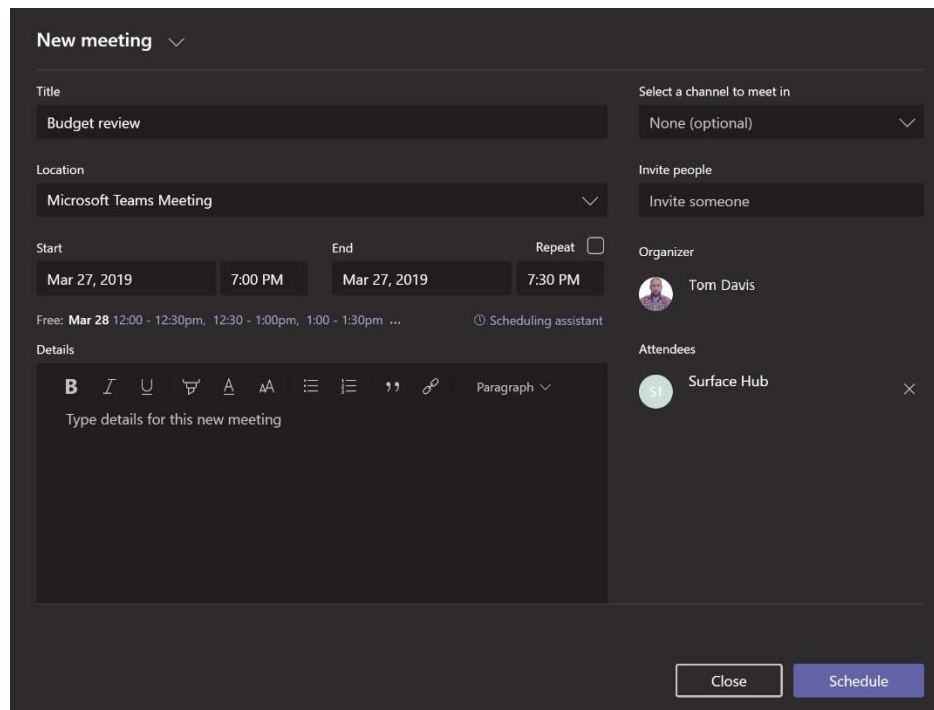 New meeting
Title
Budget review
Location
Microsoft Teams Meeting
Start
End
Repeat
Mar 27, 2019
7:00 PM
Mar 27, 2019
7:30 PM
Free: Mar 28 12:00 - 12:30pm, 12:30 - 1:00pm, 1:00 - 1:30pm ...
Scheduling assistant
Details
B I U A AA Paragraph
Type details for this new meeting
Select a channel to meet in
None (optional)
Invite people
Invite someone
Organizer
Tom Davis
Attendees
S1
Surface Hub
Close
Schedule